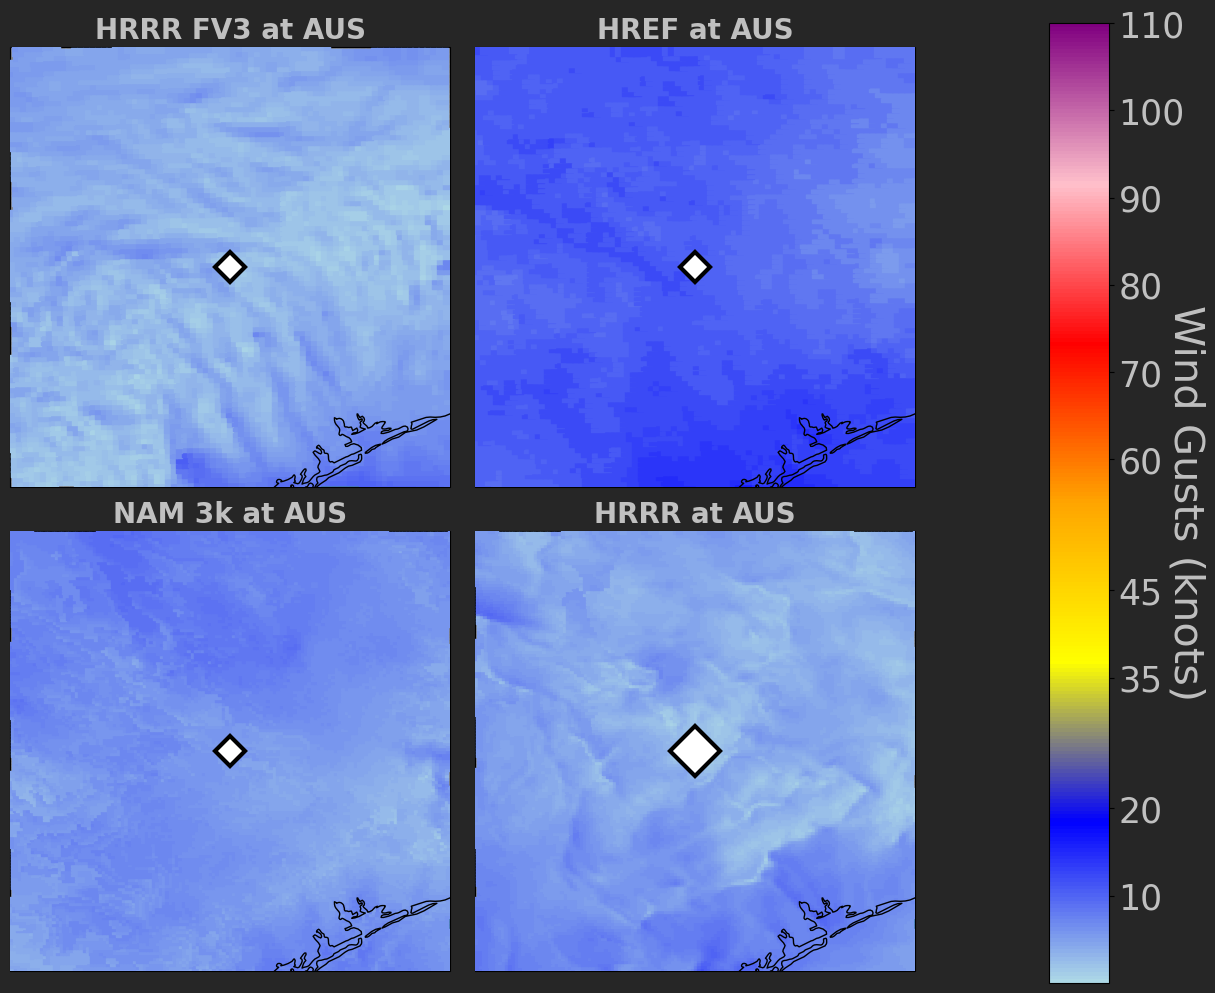 HRRR FV3 at AUS
HREF at AUS
NAM 3k at AUS
HRRR at AUS
110
100
90
80
70
60
45
35
20
10
Wind Gusts (knots)